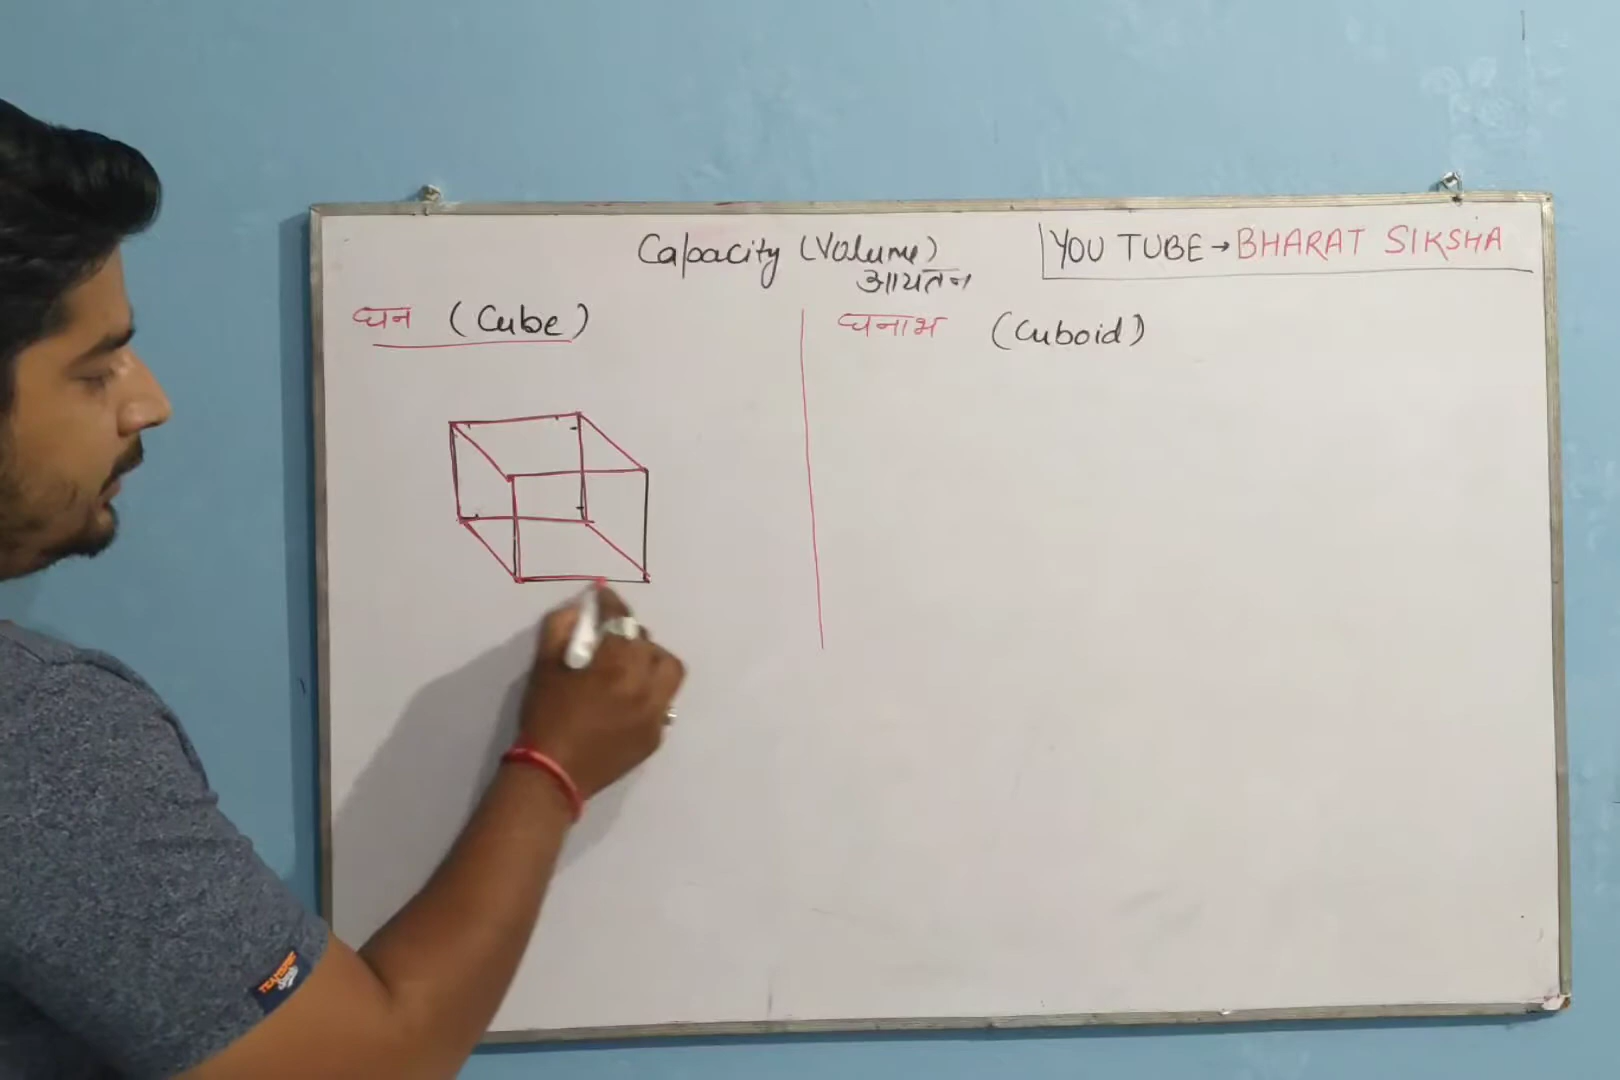 Capacity (Volume)
आयतन
YOU TUBE → BHARAT SIKSHA
घन (Cube)
घनाभ (Cuboid)